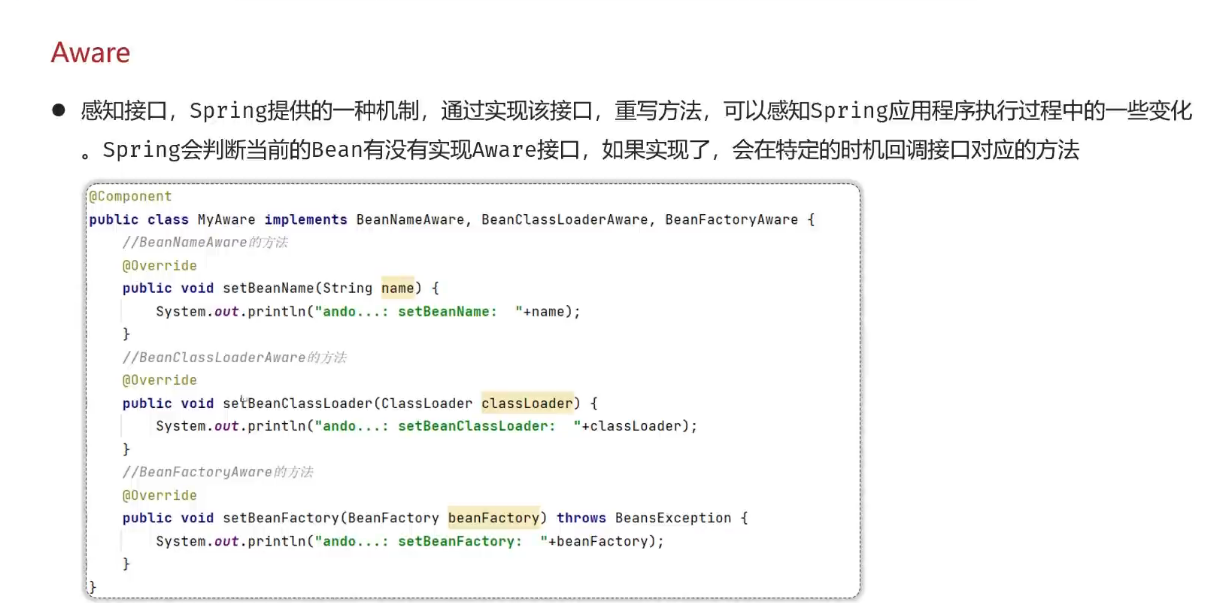 Aware
● 感知接口，Spring提供的一种机制，通过实现该接口，重写方法，可以感知Spring应用程序执行过程中的一些变化
。Spring会判断当前的Bean有没有实现Aware接口，如果实现了，会在特定的时机回调接口对应的方法
@Component
public class MyAware implements BeanNameAware, BeanClassLoaderAware, BeanFactoryAware {
    //BeanNameAware的方法
    @Override
    public void setBeanName(String name) {
        System.out.println("ando...: setBeanName:  "+name);
    }
    //BeanClassLoaderAware的方法
    @Override
    public void setBeanClassLoader(ClassLoader classLoader) {
        System.out.println("ando...: setBeanClassLoader:  "+classLoader);
    }
    //BeanFactoryAware的方法
    @Override
    public void setBeanFactory(BeanFactory beanFactory) throws BeansException {
        System.out.println("ando...: setBeanFactory:  "+beanFactory);
    }
}